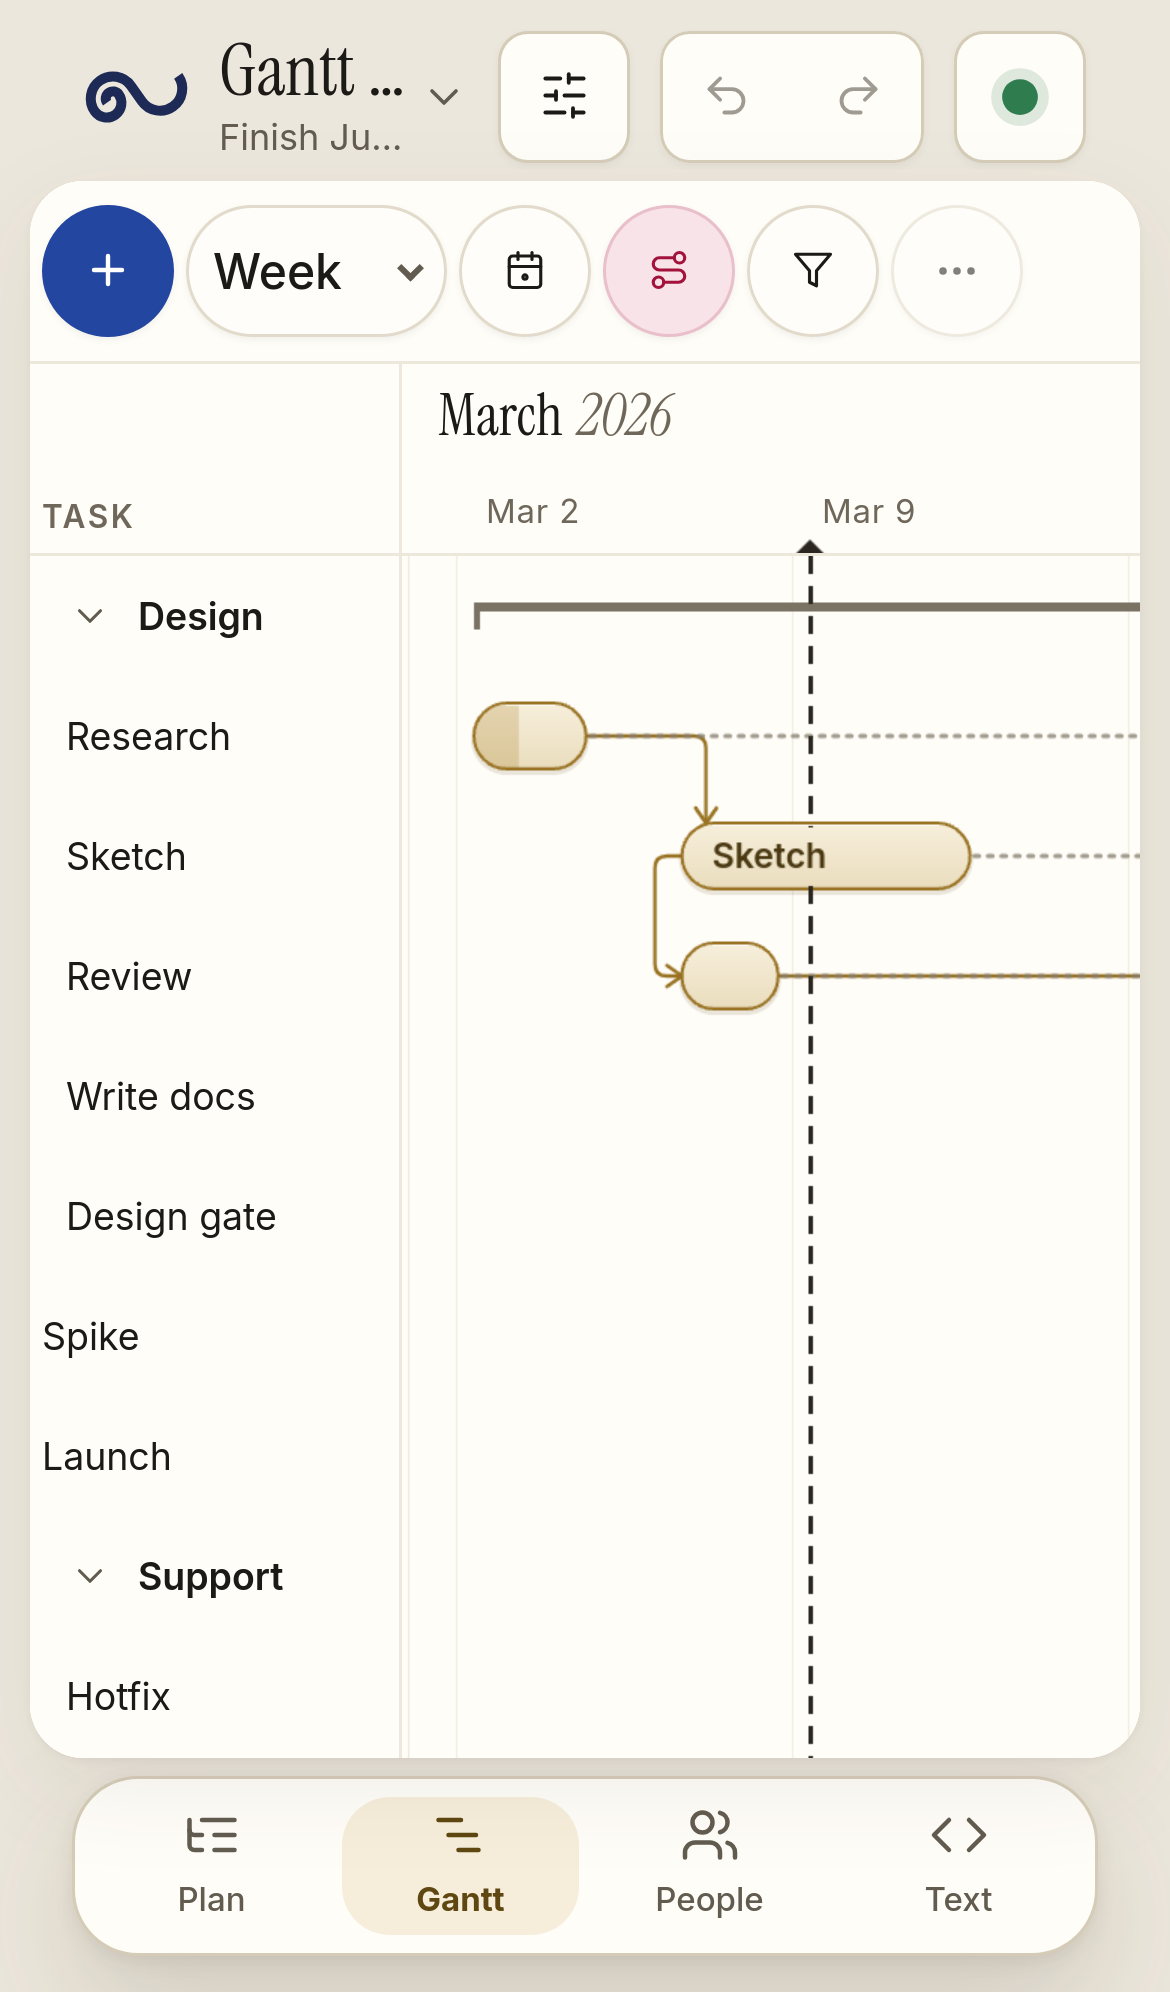 Gantt ...
Finish Ju...
Week
March 2026
TASK
Mar 2
Mar 9
Design
Research
Sketch
Sketch
Review
Write docs
Design gate
Spike
Launch
Support
Hotfix
Plan
Gantt
People
Text